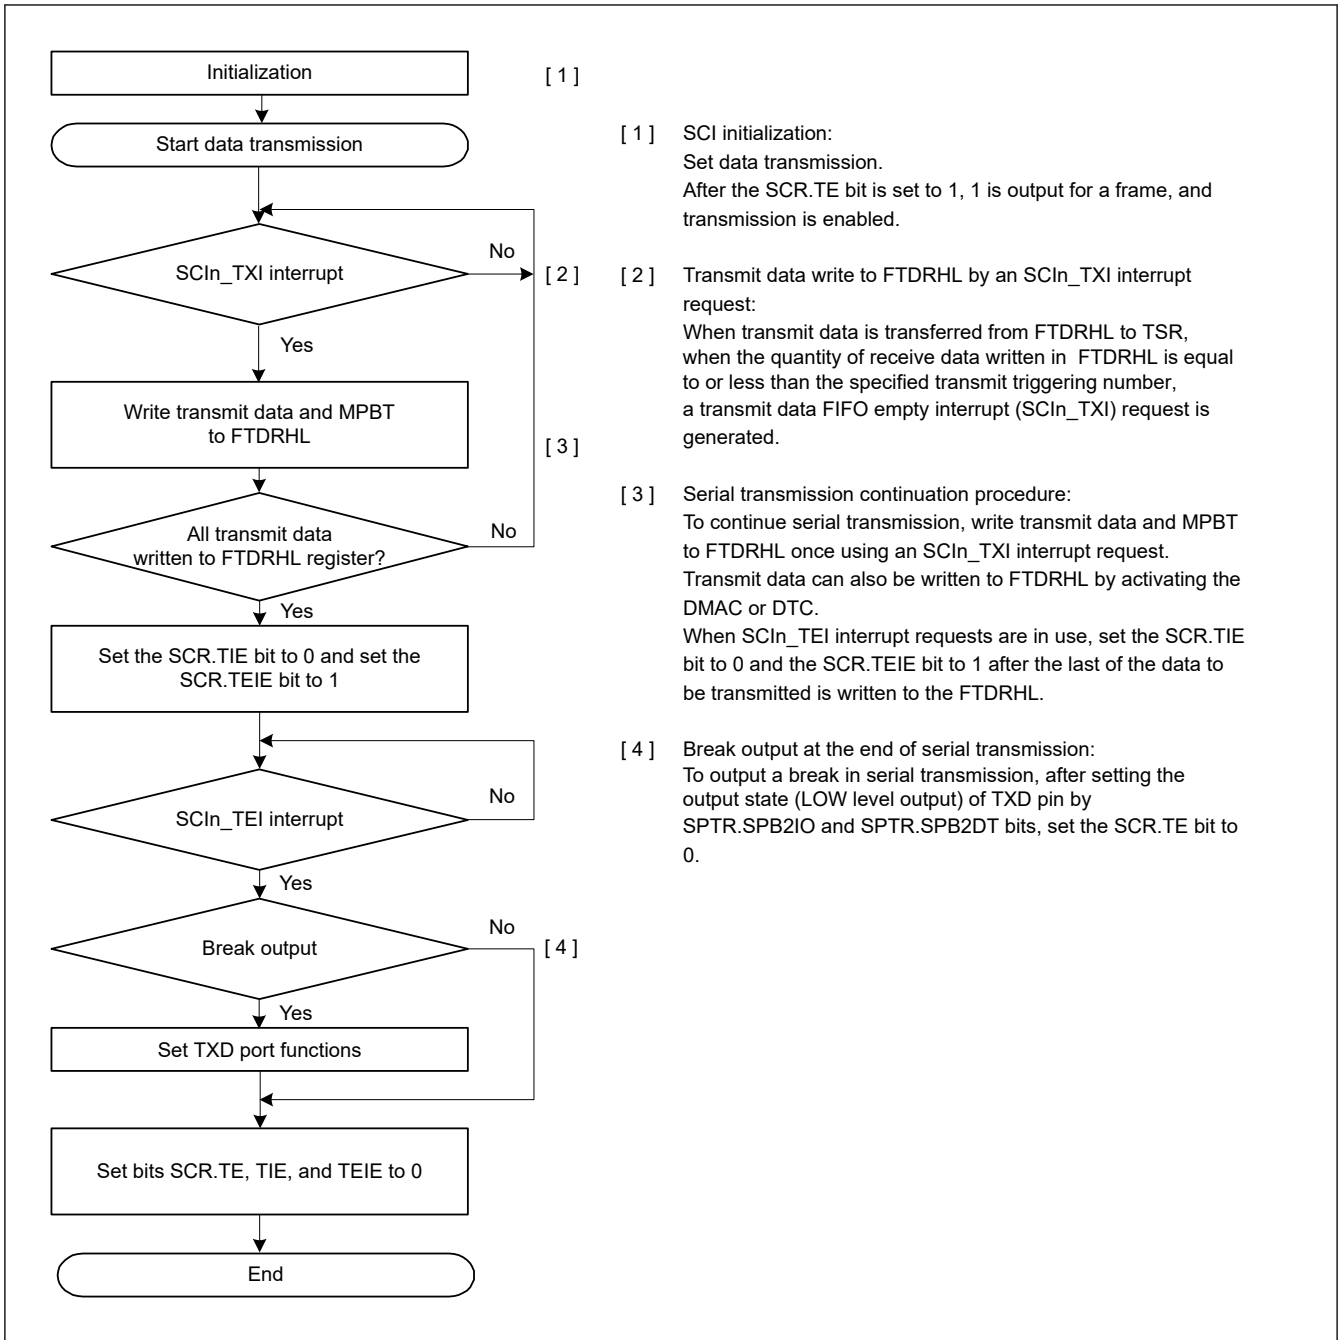 Initialization
[ 1 ]
Start data transmission
SCIn_TXI interrupt
No
[ 2 ]
Yes
Write transmit data and MPBT
to FTDRHL
[ 3 ]
All transmit data
written to FTDRHL register?
No
Yes
Set the SCR.TIE bit to 0 and set the
SCR.TEIE bit to 1
SCIn_TEI interrupt
No
Yes
Break output
No
[ 4 ]
Yes
Set TXD port functions
Set bits SCR.TE, TIE, and TEIE to 0
End
[ 1 ] SCI initialization:
Set data transmission.
After the SCR.TE bit is set to 1, 1 is output for a frame, and
transmission is enabled.
[ 2 ] Transmit data write to FTDRHL by an SCIn_TXI interrupt
request:
When transmit data is transferred from FTDRHL to TSR,
when the quantity of receive data written in FTDRHL is equal
to or less than the specified transmit triggering number,
a transmit data FIFO empty interrupt (SCIn_TXI) request is
generated.
[ 3 ] Serial transmission continuation procedure:
To continue serial transmission, write transmit data and MPBT
to FTDRHL once using an SCIn_TXI interrupt request.
Transmit data can also be written to FTDRHL by activating the
DMAC or DTC.
When SCIn_TEI interrupt requests are in use, set the SCR.TIE
bit to 0 and the SCR.TEIE bit to 1 after the last of the data to
be transmitted is written to the FTDRHL.
[ 4 ] Break output at the end of serial transmission:
To output a break in serial transmission, after setting the
output state (LOW level output) of TXD pin by
SPTR.SPB2IO and SPTR.SPB2DT bits, set the SCR.TE bit to
0.